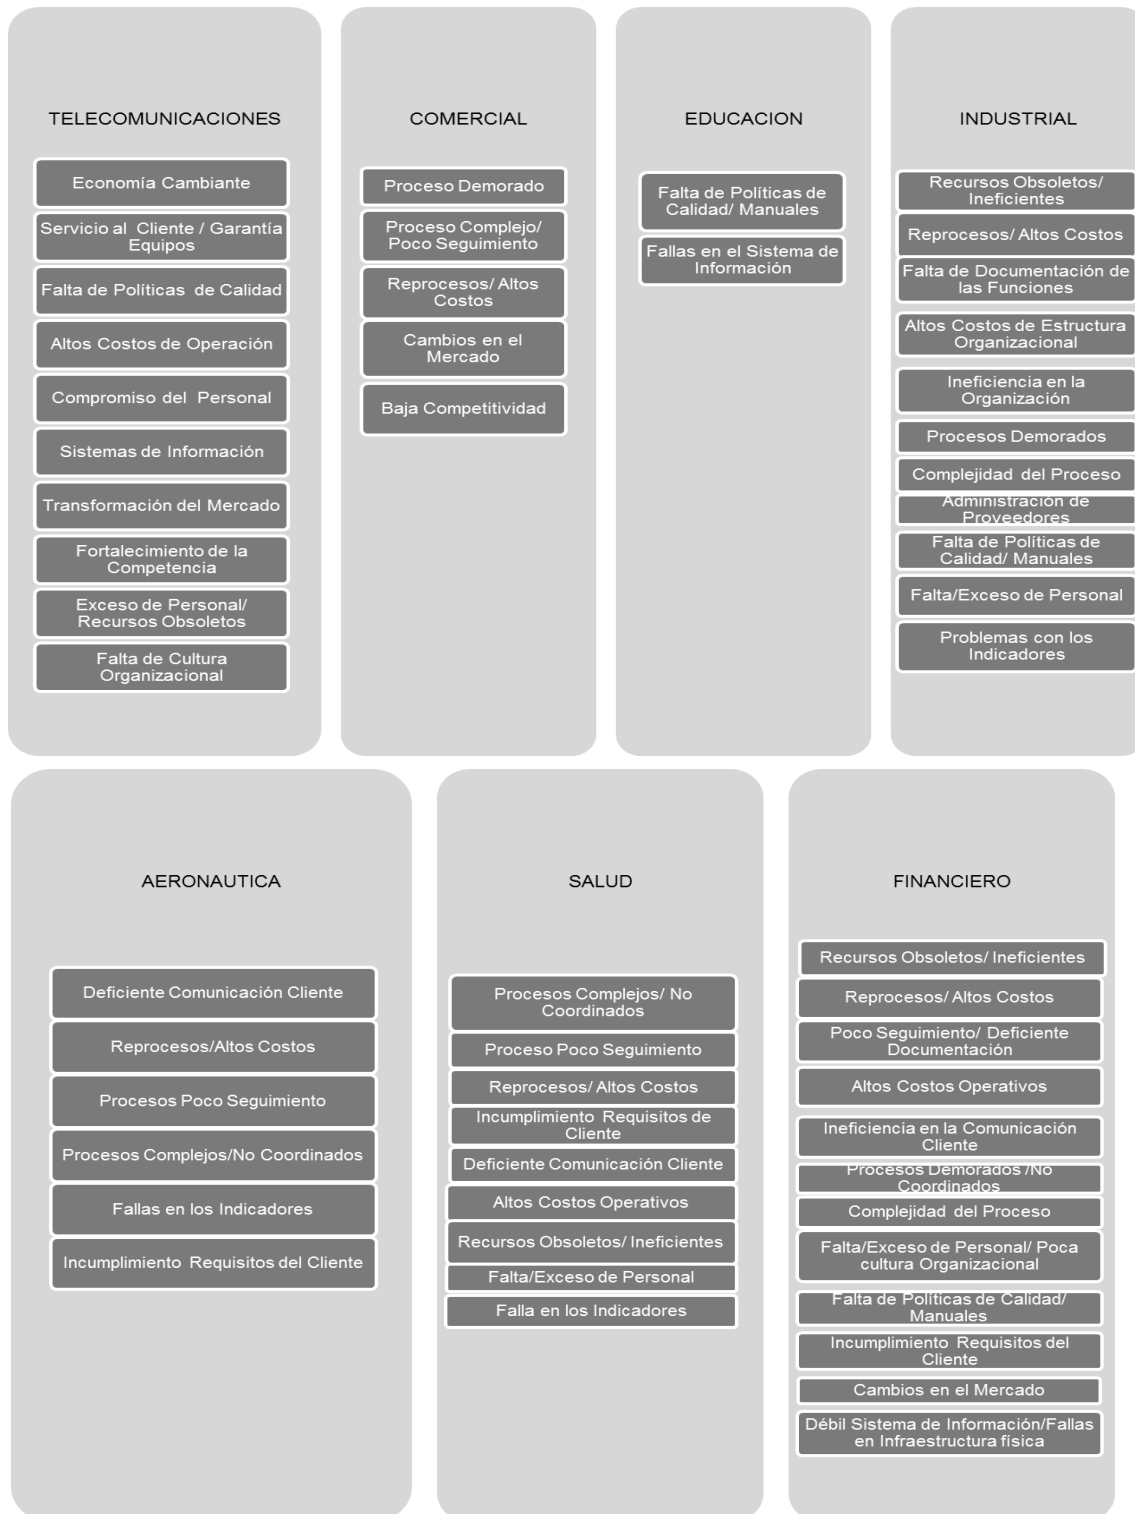 TELECOMUNICACIONES
Economía Cambiante
Servicio al Cliente / Garantía
Equipos
Falta de Políticas de Calidad
Altos Costos de Operación
Compromiso del Personal
Sistemas de Información
Transformación del Mercado
Fortalecimiento de la
Competencia
Exceso de Personal/
Recursos Obsoletos
Falta de Cultura
Organizacional
COMERCIAL
Proceso Demorado
Proceso Complejo/
Poco Seguimiento
Reprocesos/ Altos
Costos
Cambios en el
Mercado
Baja Competitividad
EDUCACION
Falta de Políticas de
Calidad/ Manuales
Fallas en el Sistema de
Información
INDUSTRIAL
Recursos Obsoletos/
Ineficientes
Reprocesos/ Altos Costos
Falta de Documentación de
las Funciones
Altos Costos de Estructura
Organizacional
Ineficiencia en la
Organización
Procesos Demorados
Complejidad del Proceso
Administración de
Proveedores
Falta de Políticas de
Calidad/ Manuales
Falta/Exceso de Personal
Problemas con los
Indicadores
AERONAUTICA
Deficiente Comunicación Cliente
Reprocesos/Altos Costos
Procesos Poco Seguimiento
Procesos Complejos/No Coordinados
Fallas en los Indicadores
Incumplimiento Requisitos del Cliente
SALUD
Procesos Complejos/ No
Coordinados
Proceso Poco Seguimiento
Reprocesos/ Altos Costos
Incumplimiento Requisitos de
Cliente
Deficiente Comunicación Cliente
Altos Costos Operativos
Recursos Obsoletos/ Ineficientes
Falta/Exceso de Personal
Falla en los Indicadores
FINANCIERO
Recursos Obsoletos/ Ineficientes
Reprocesos/ Altos Costos
Poco Seguimiento/ Deficiente
Documentación
Altos Costos Operativos
Ineficiencia en la Comunicación
Cliente
Procesos Demorados /No
Coordinados
Complejidad del Proceso
Falta/Exceso de Personal/ Poca
cultura Organizacional
Falta de Políticas de Calidad/
Manuales
Incumplimiento Requisitos del
Cliente
Cambios en el Mercado
Débil Sistema de Información/Fallas
en Infraestructura física